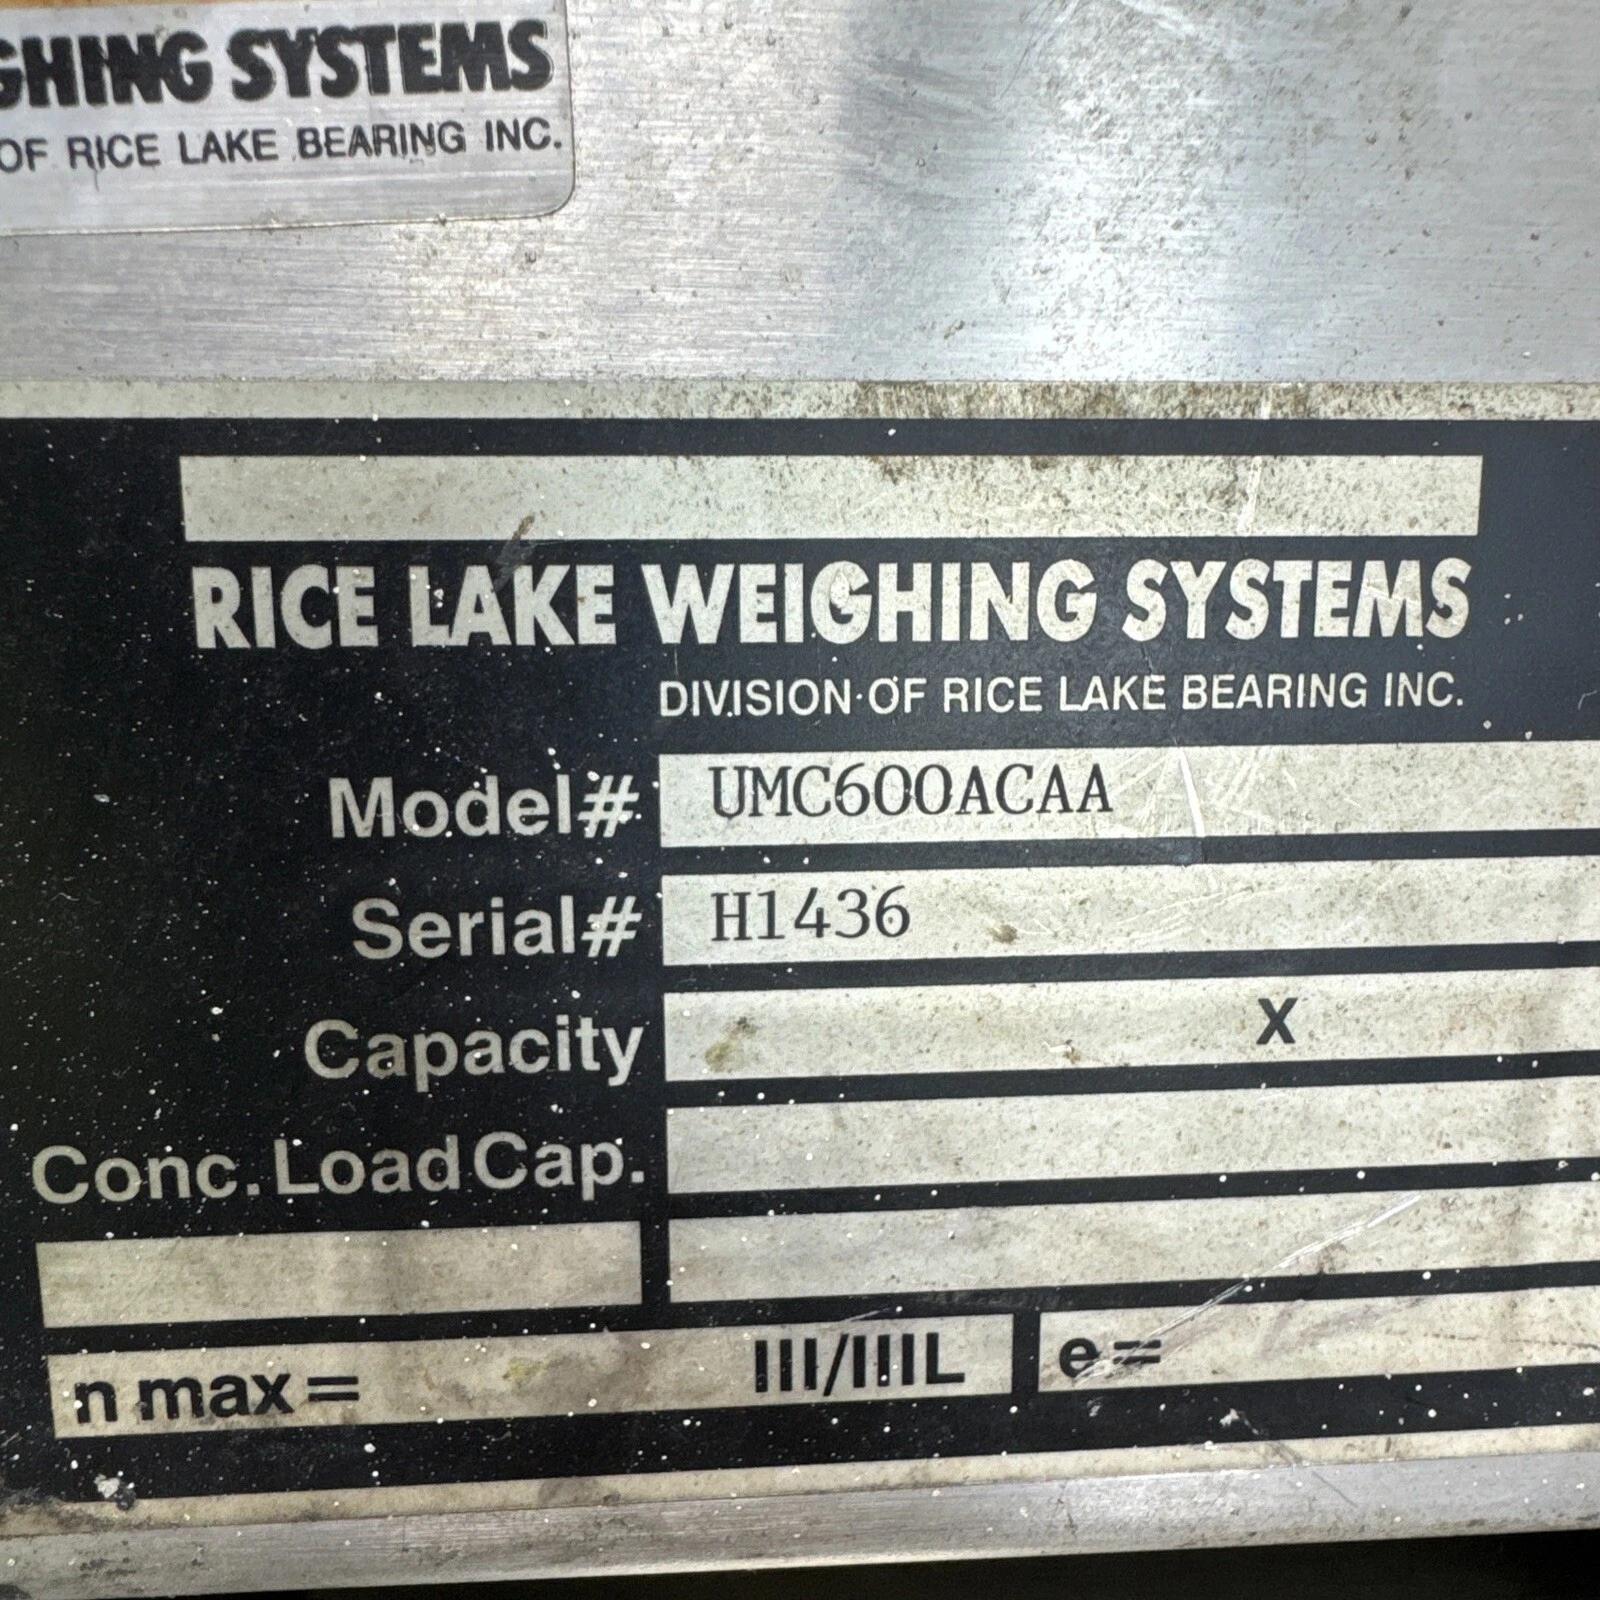 GHING SYSTEMS
OF RICE LAKE BEARING INC.
RICE LAKE WEIGHING SYSTEMS
DIVISION OF RICE LAKE BEARING INC.
Model# UMC600ACAA
Serial# H1436
Capacity X
Conc. Load Cap.
n max = III/IIIL e =